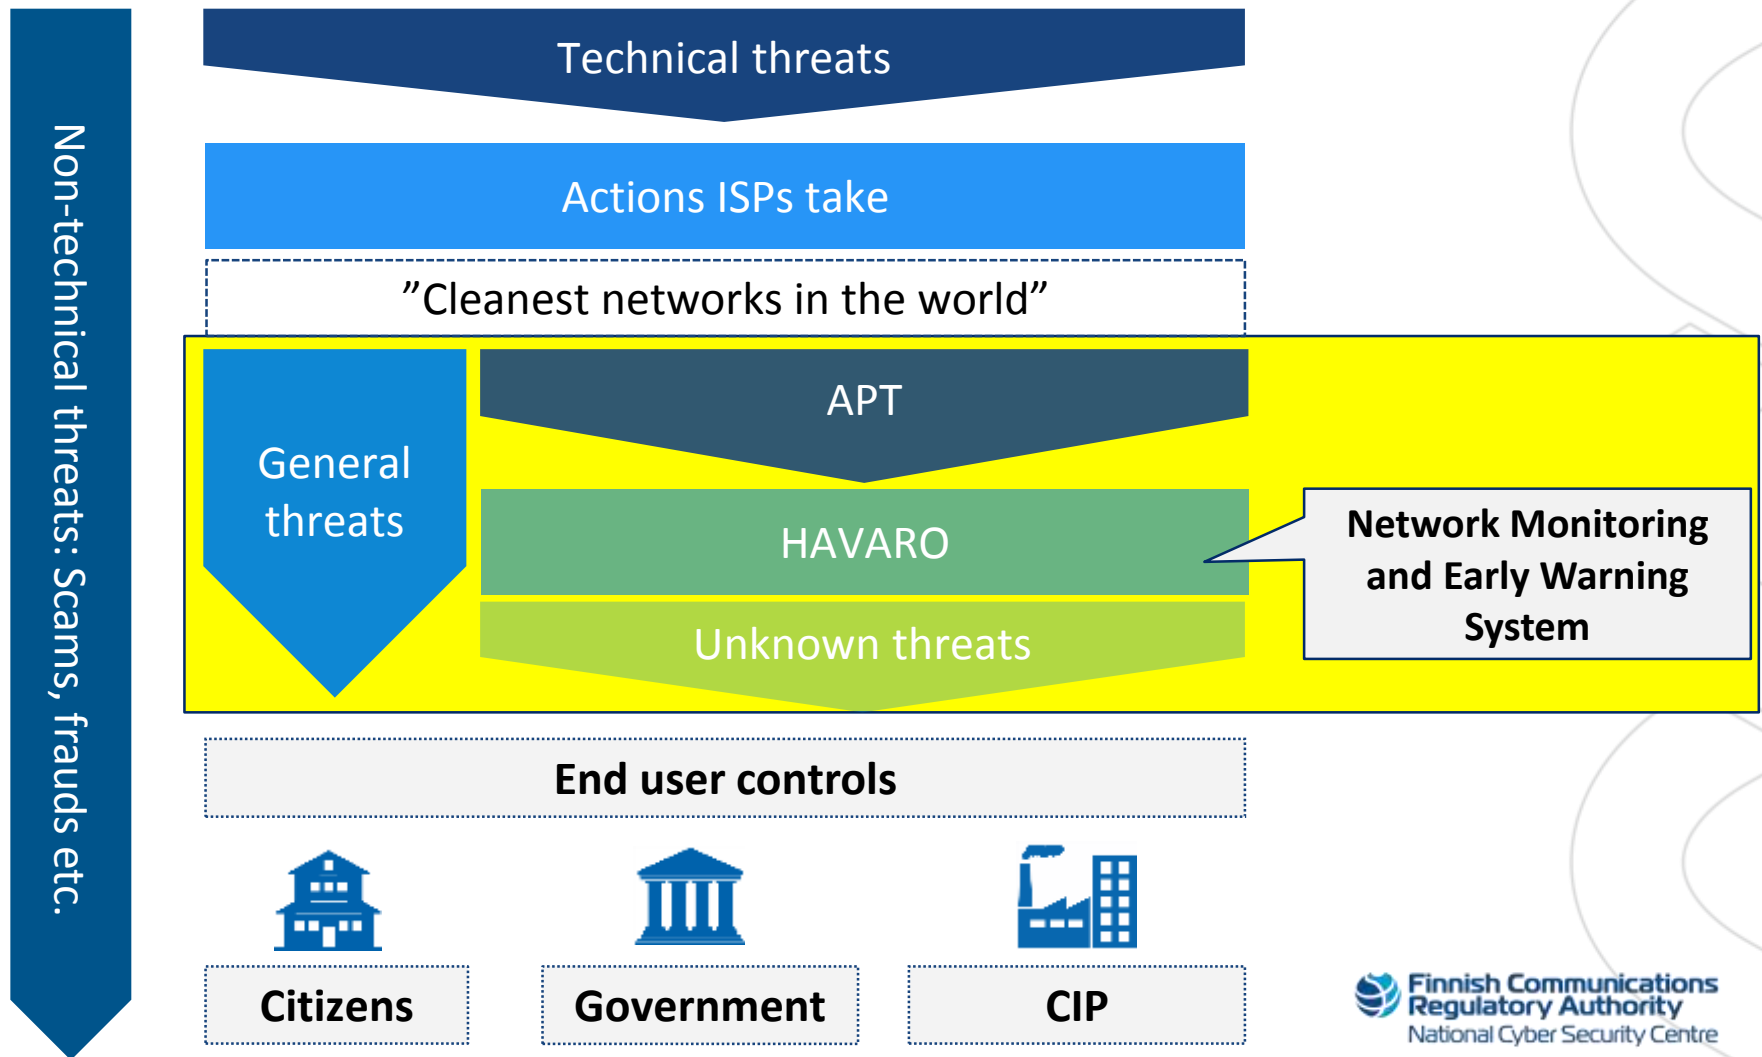 Non-technical threats: Scams, frauds etc.
Technical threats
Actions ISPs take
”Cleanest networks in the world”
General
threats
APT
HAVARO
Unknown threats
Network Monitoring
and Early Warning
System
End user controls
Citizens
Government
CIP
Finnish Communications
Regulatory Authority
National Cyber Security Centre